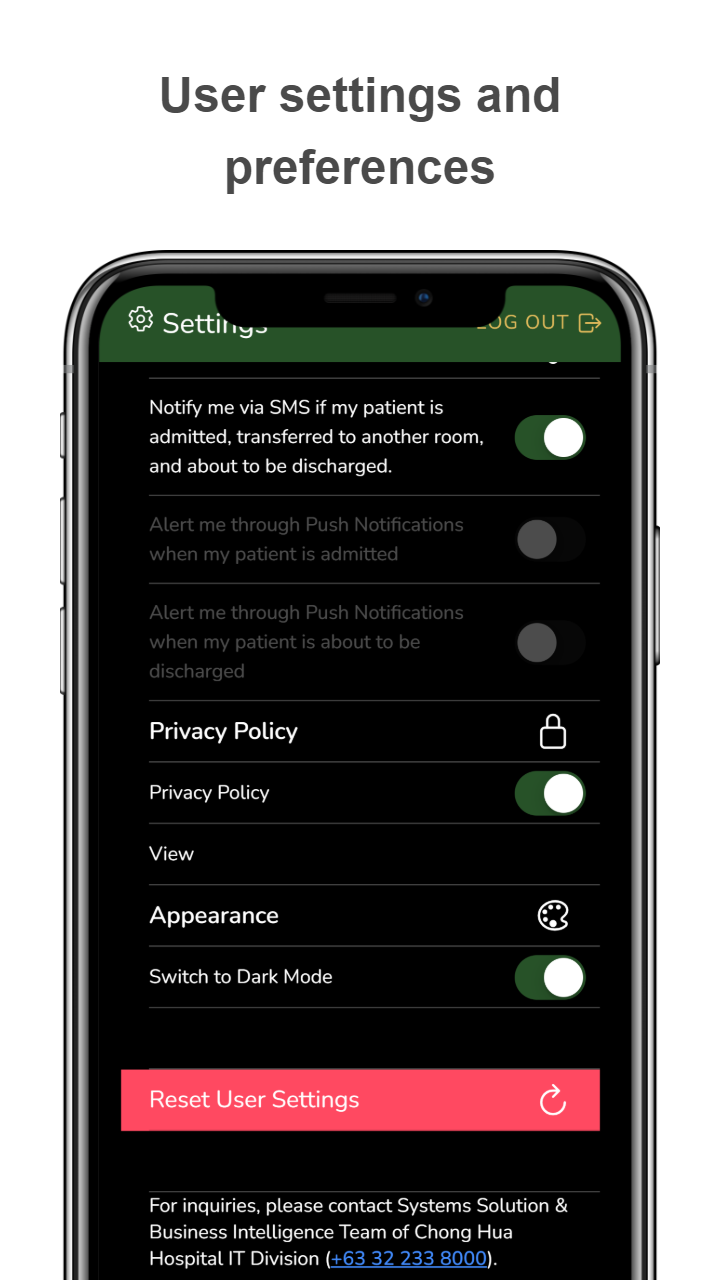 User settings and
preferences
Settings
LOG OUT
Notify me via SMS if my patient is
admitted, transferred to another room,
and about to be discharged.
Alert me through Push Notifications
when my patient is admitted
Alert me through Push Notifications
when my patient is about to be
discharged
Privacy Policy
Privacy Policy
View
Appearance
Switch to Dark Mode
Reset User Settings
For inquiries, please contact Systems Solution &
Business Intelligence Team of Chong Hua
Hospital IT Division (+63 32 233 8000).